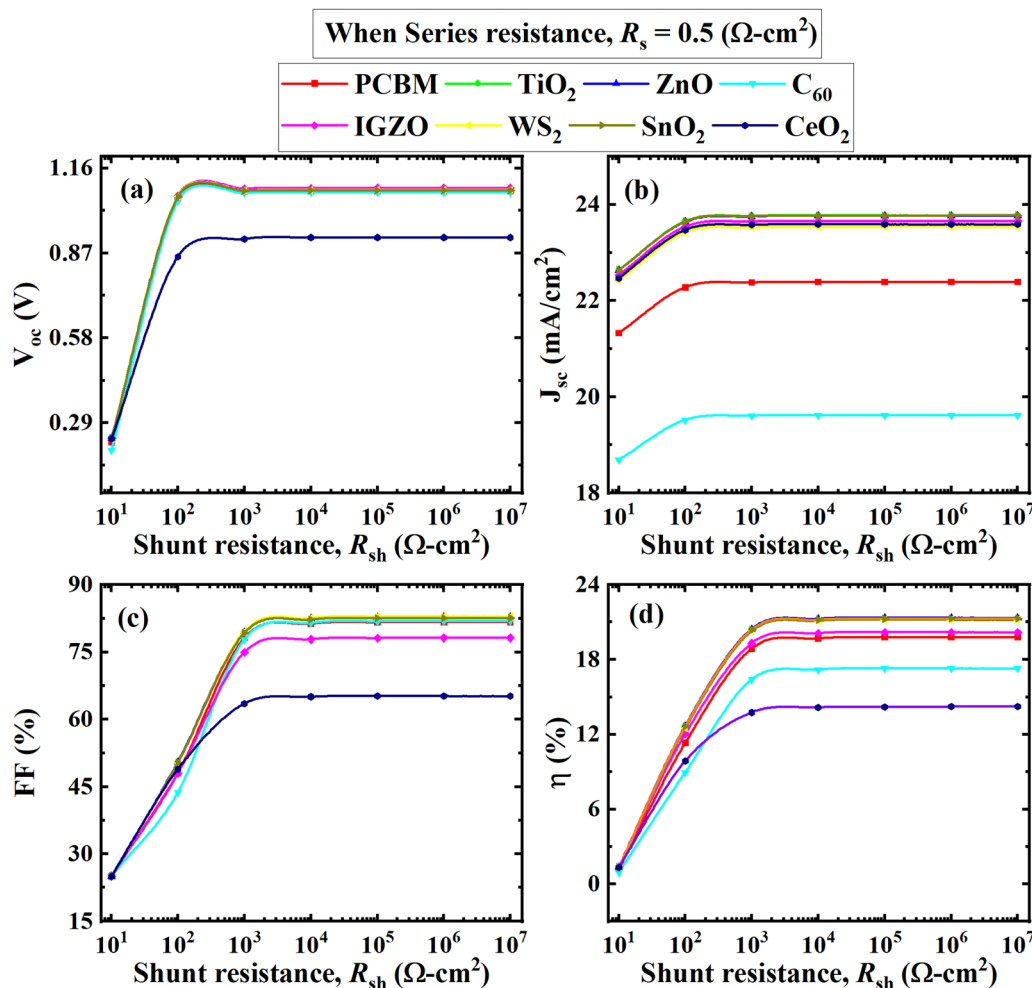 When Series resistance, Rs = 0.5 (Ω-cm²)
PCBM TiO₂ ZnO C₆₀
IGZO WS₂ SnO₂ CeO₂
(a)
1.16
0.87
0.58
0.29
Voc (V)
10¹ 10² 10³ 10⁴ 10⁵ 10⁶ 10⁷
Shunt resistance, Rsh (Ω-cm²)
(b)
24
22
20
18
Jsc (mA/cm²)
10¹ 10² 10³ 10⁴ 10⁵ 10⁶ 10⁷
Shunt resistance, Rsh (Ω-cm²)
(c)
90
75
60
45
30
15
FF (%)
10¹ 10² 10³ 10⁴ 10⁵ 10⁶ 10⁷
Shunt resistance, Rsh (Ω-cm²)
(d)
24
18
12
6
0
η (%)
10¹ 10² 10³ 10⁴ 10⁵ 10⁶ 10⁷
Shunt resistance, Rsh (Ω-cm²)